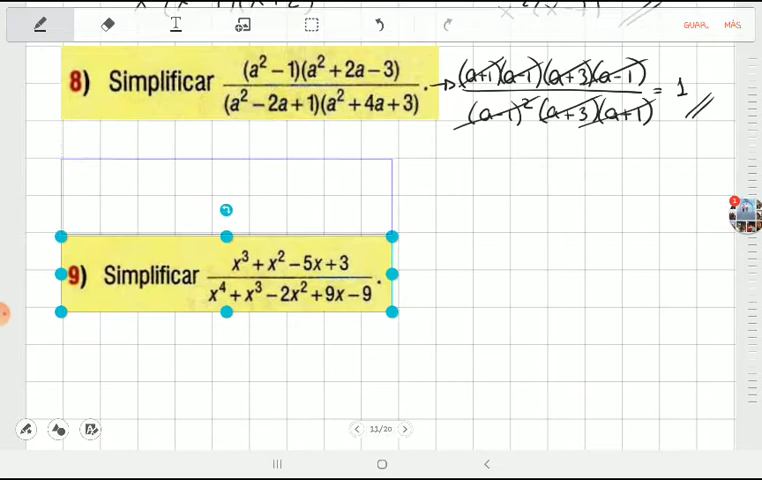 GUAR. MÁS
8) Simplificar (a² − 1)(a² + 2a − 3) / (a² − 2a + 1)(a² + 4a + 3) . → (a+1)(a-1)(a+3)(a-1) / (a-1)² (a+3)(a+1) = 1
1
9) Simplificar x³ + x² − 5x + 3 / x⁴ + x³ − 2x² + 9x − 9 .
11/20